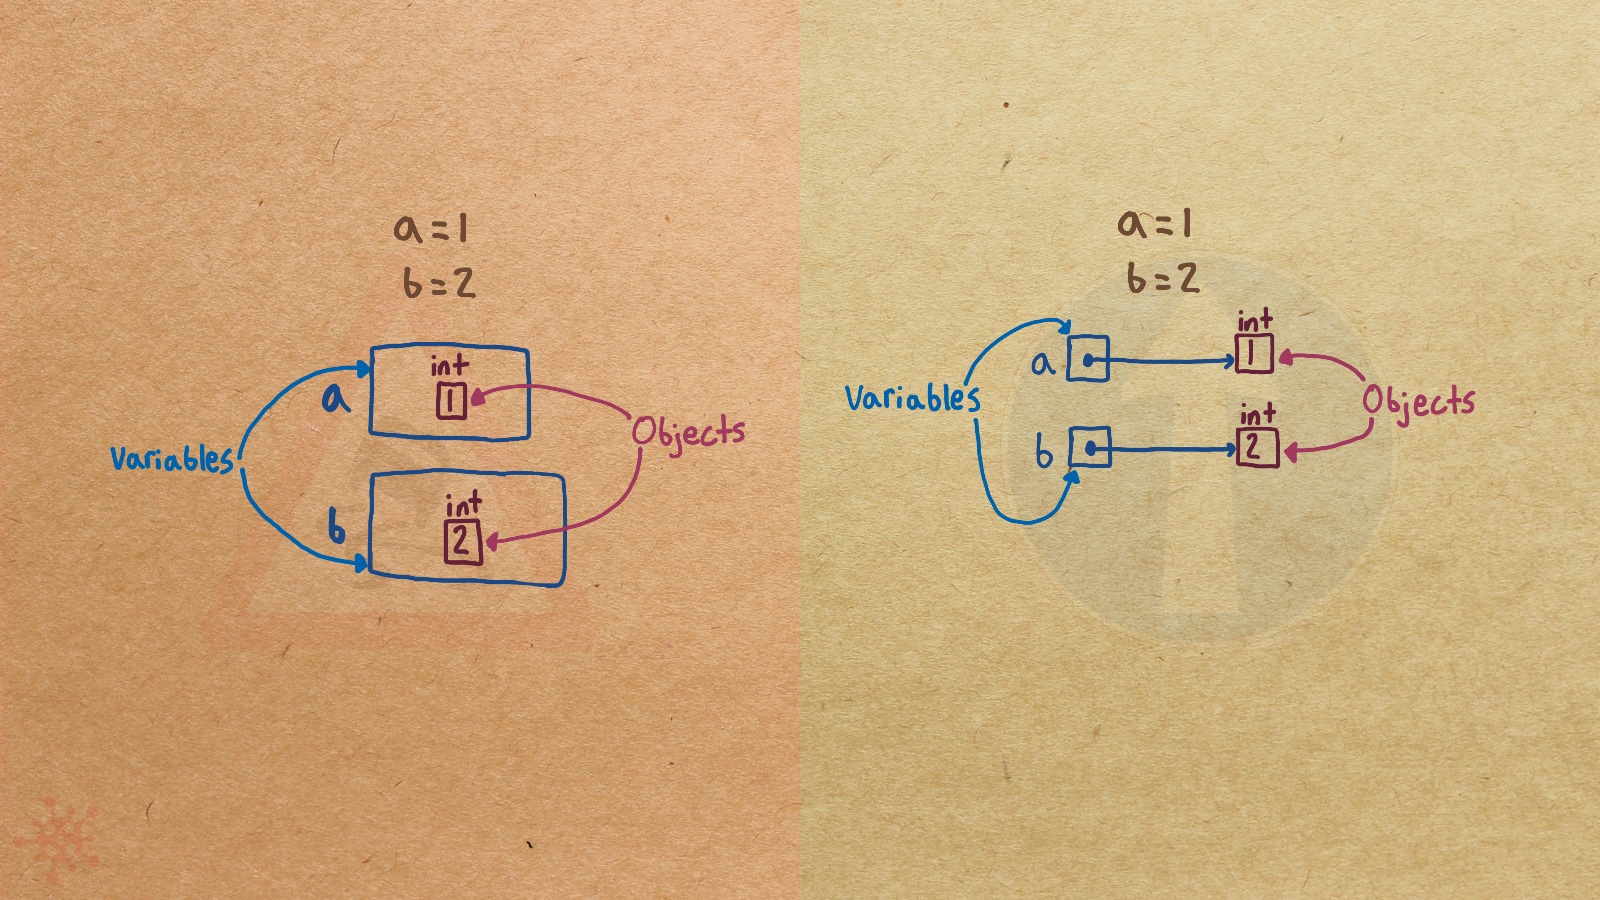 a = 1
b = 2
Variables
a
int
1
b
int
2
Objects
a = 1
b = 2
Variables
a
int
1
b
int
2
Objects